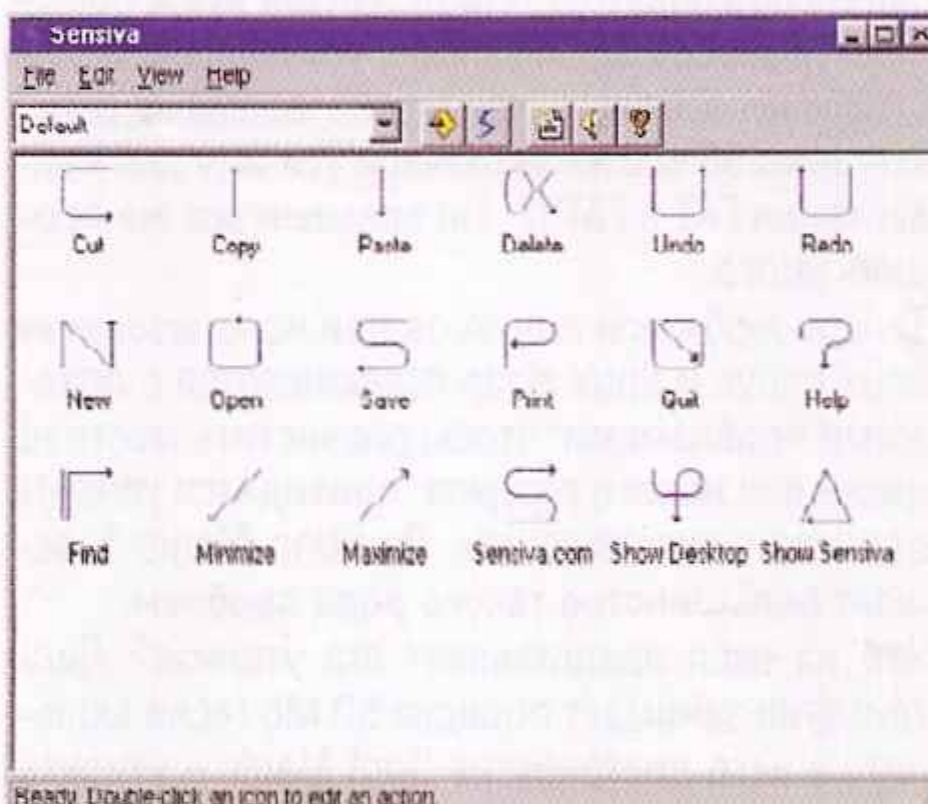 Sensiva
File Edit View Help
Default
Cut Copy Paste Delete Undo Redo
New Open Save Print Quit Help
Find Minimize Maximize Sensiva.com Show Desktop Show Sensiva
Ready. Double-click an icon to edit an action.